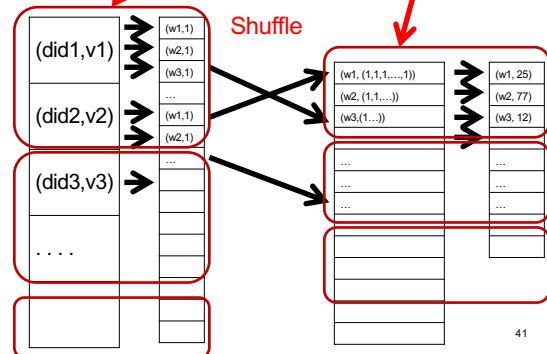 Shuffle
(did1,v1)
(did2,v2)
(did3,v3)
. . . .
(w1,1)
(w2,1)
(w3,1)
...
(w1,1)
(w2,1)
...
(w1, (1,1,1,...,1))
(w2, (1,1,...))
(w3,(1...))
...
...
...
(w1, 25)
(w2, 77)
(w3, 12)
...
...
...
41